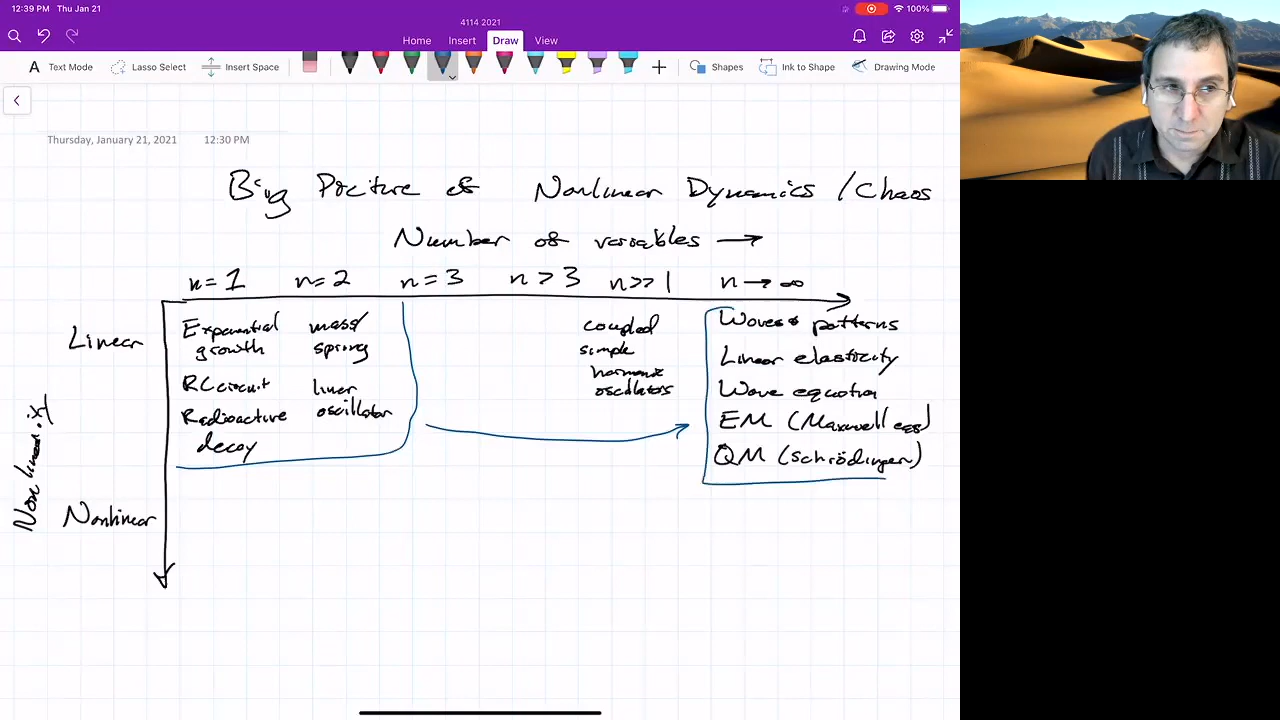 12:39 PM Thu Jan 21
100%
4114 2021
Home Insert Draw View
A Text Mode Lasso Select Insert Space Shapes Ink to Shape Drawing Mode
Thursday, January 21, 2021 12:30 PM
Big Picture of Nonlinear Dynamics / Chaos
Number of variables →
n = 1 n = 2 n = 3 n > 3 n >> 1 n → ∞
Linear
Exponential
growth
RC circuit
Radioactive
decay
mass/
spring
linear
oscillator
coupled
simple
harmonic
oscillators
Waves & patterns
Linear elasticity
Wave equation
EM (Maxwell eqs)
QM (Schrödinger)
Nonlinearity
Nonlinear